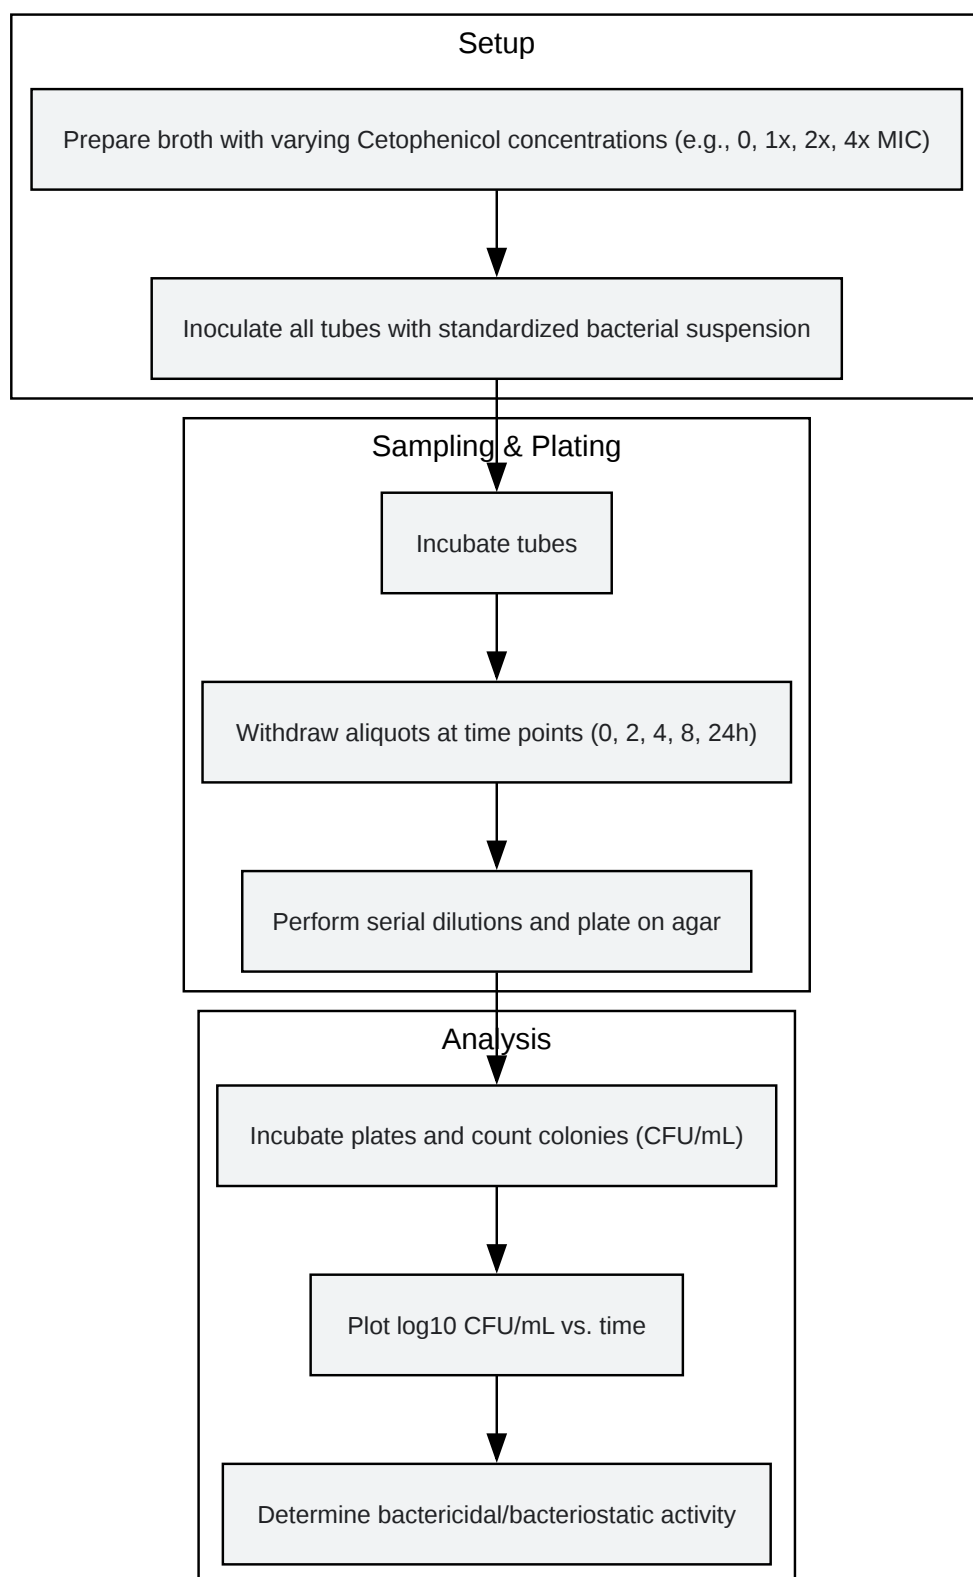 Setup
Prepare broth with varying Cetophenicol concentrations (e.g., 0, 1x, 2x, 4x MIC)
Inoculate all tubes with standardized bacterial suspension
Sampling & Plating
Incubate tubes
Withdraw aliquots at time points (0, 2, 4, 8, 24h)
Perform serial dilutions and plate on agar
Analysis
Incubate plates and count colonies (CFU/mL)
Plot log10 CFU/mL vs. time
Determine bactericidal/bacteriostatic activity